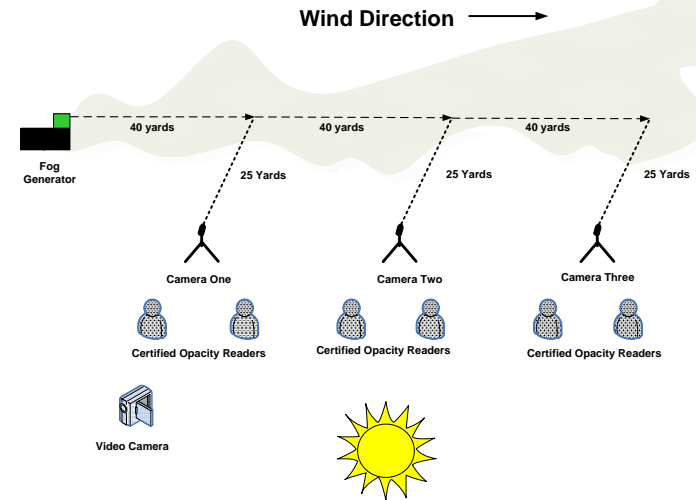 Wind Direction
40 yards
40 yards
40 yards
Fog
Generator
25 Yards
25 Yards
25 Yards
Camera One
Camera Two
Camera Three
Certified Opacity Readers
Certified Opacity Readers
Certified Opacity Readers
Video Camera